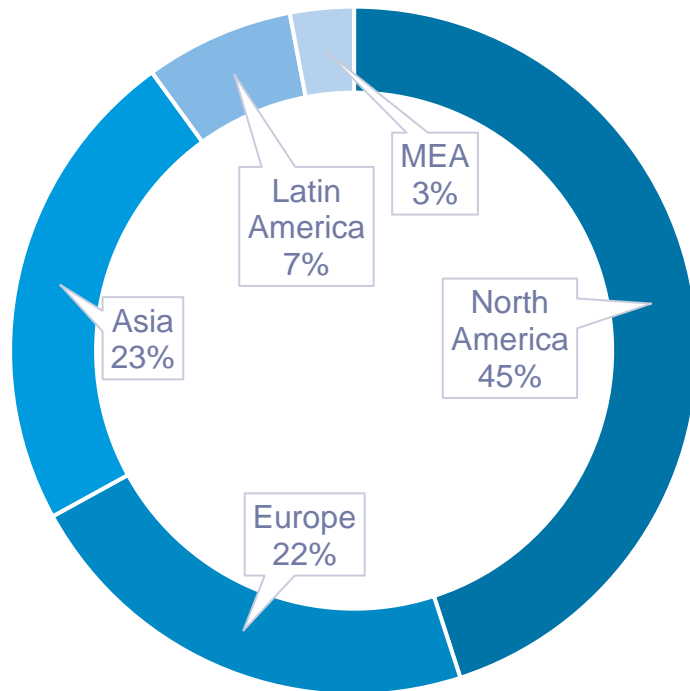 MEA
3%
Latin
America
7%
North
America
45%
Asia
23%
Europe
22%